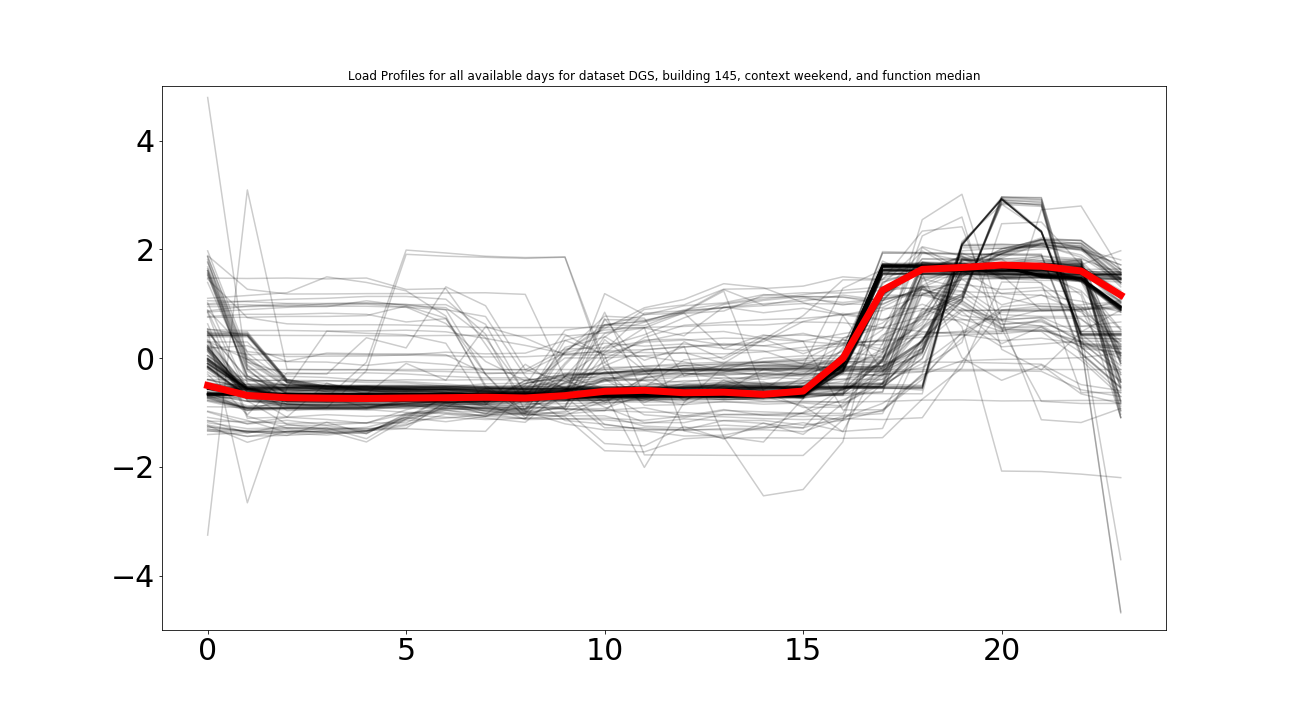 Load Profiles for all available days for dataset DGS, building 145, context weekend, and function median
4
2
0
−2
−4
0 5 10 15 20